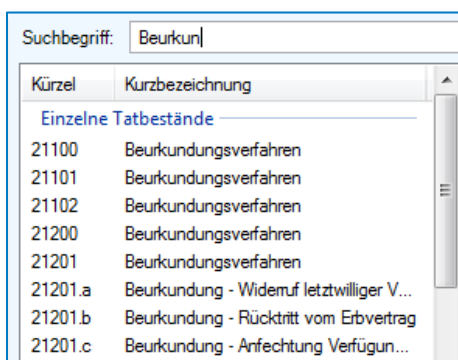 Suchbegriff: Beurkun
Kürzel Kurzbezeichnung
Einzelne Tatbestände
21100 Beurkundungsverfahren
21101 Beurkundungsverfahren
21102 Beurkundungsverfahren
21200 Beurkundungsverfahren
21201 Beurkundungsverfahren
21201.a Beurkundung - Widerruf letztwilliger V...
21201.b Beurkundung - Rücktritt vom Erbvertrag
21201.c Beurkundung - Anfechtung Verfügun...